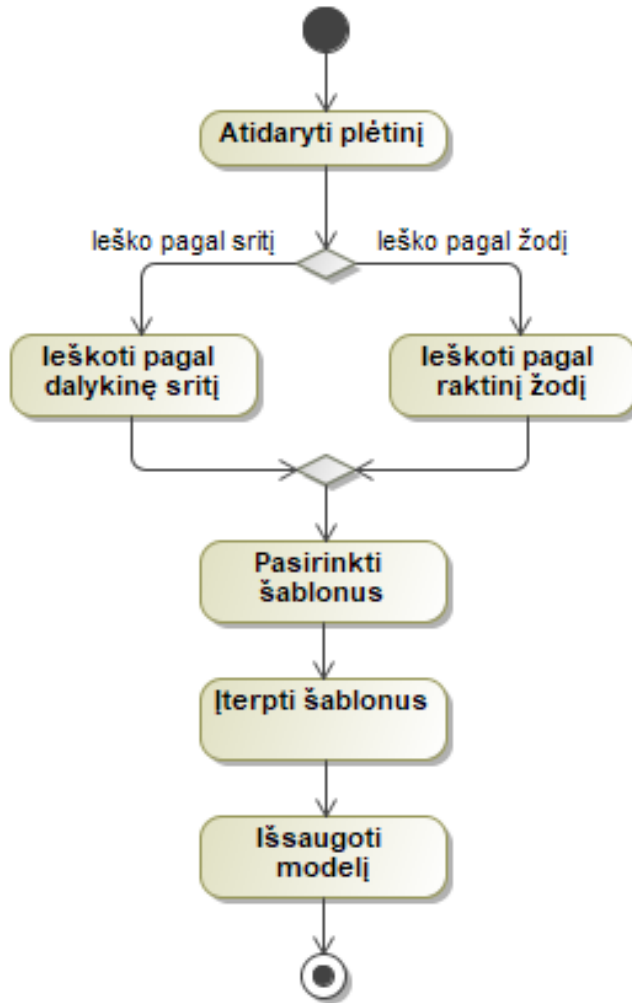 Atidaryti plėtinį
Ieško pagal sritį
Ieško pagal žodį
Ieškoti pagal
dalykinę sritį
Ieškoti pagal
raktinį žodį
Pasirinkti
šablonus
Įterpti šablonus
Išsaugoti
modelį